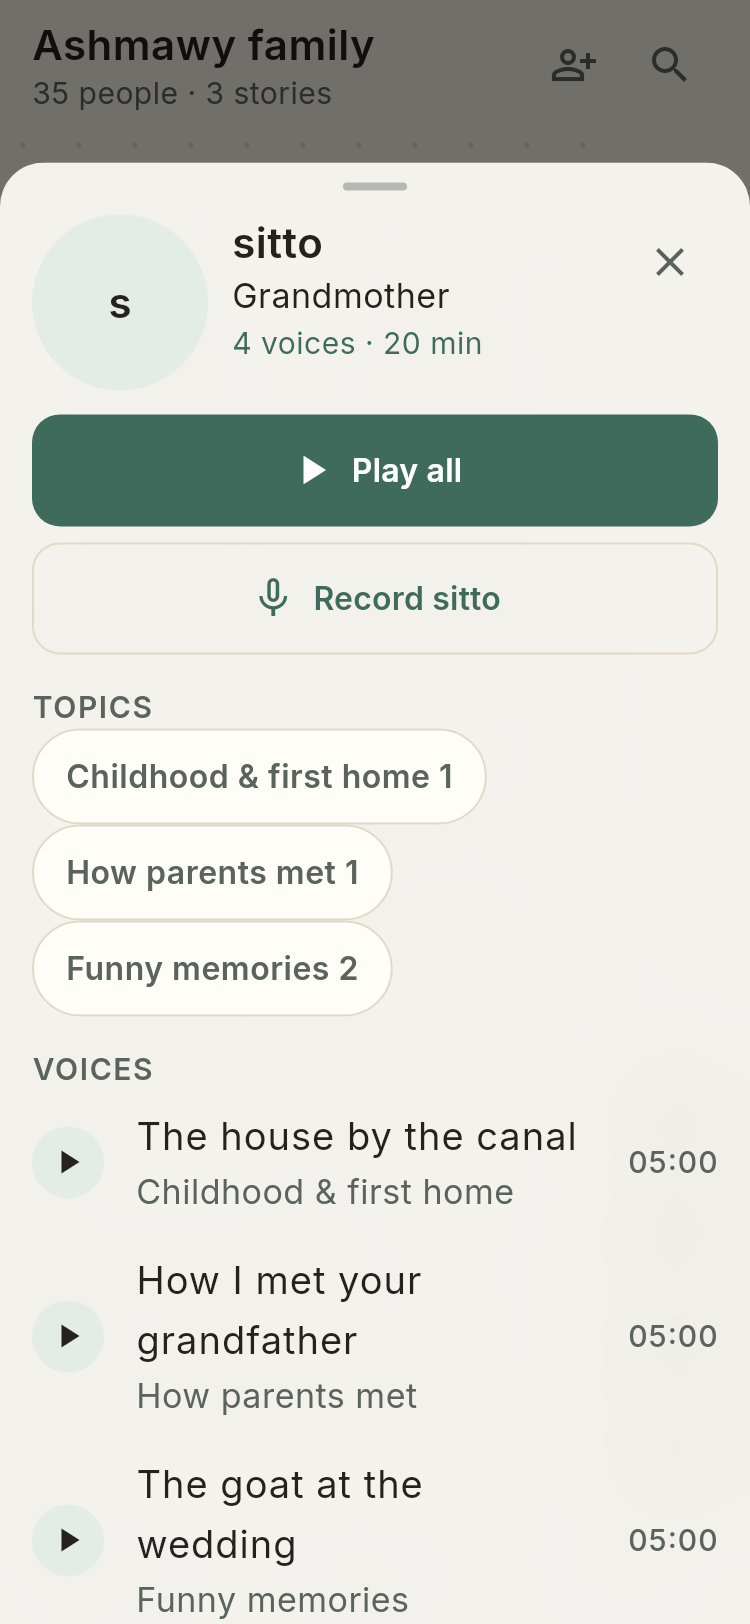 Ashmawy family
35 people · 3 stories
s
sitto
Grandmother
4 voices · 20 min
Play all
Record sitto
TOPICS
Childhood & first home 1
How parents met 1
Funny memories 2
VOICES
The house by the canal
Childhood & first home
05:00
How I met your
grandfather
How parents met
05:00
The goat at the
wedding
Funny memories
05:00